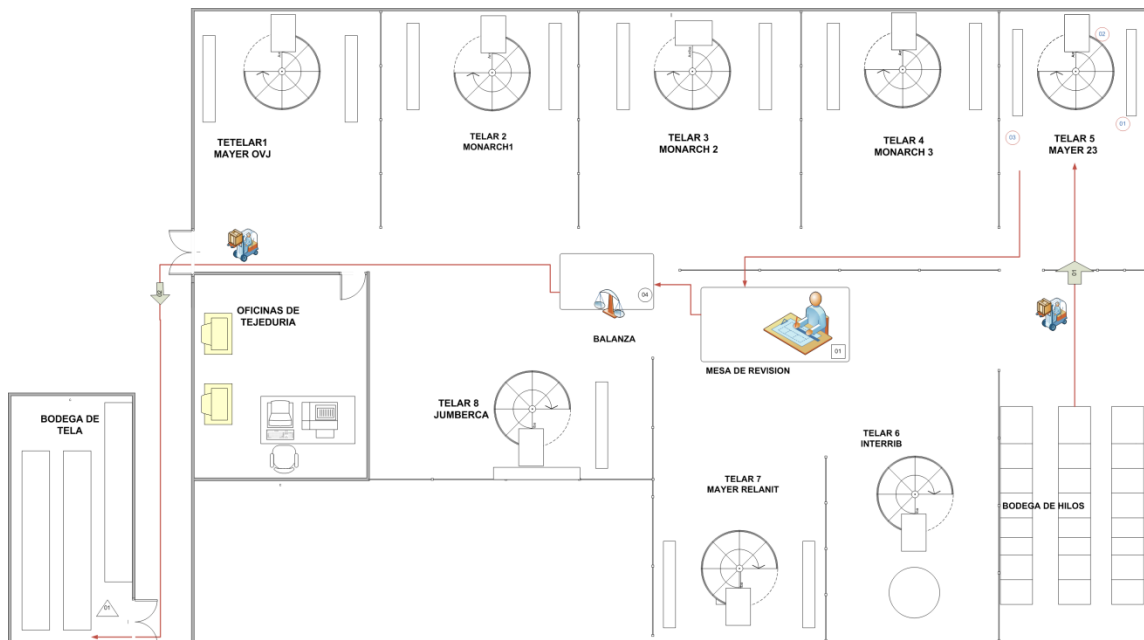 TETELAR1
MAYER OVJ
TELAR 2
MONARCH1
TELAR 3
MONARCH 2
TELAR 4
MONARCH 3
TELAR 5
MAYER 23
02
01
03
OFICINAS DE
TEJEDURIA
04
BALANZA
01
MESA DE REVISION
BODEGA DE
TELA
TELAR 8
JUMBERCA
TELAR 6
INTERRIB
TELAR 7
MAYER RELANIT
BODEGA DE HILOS
01